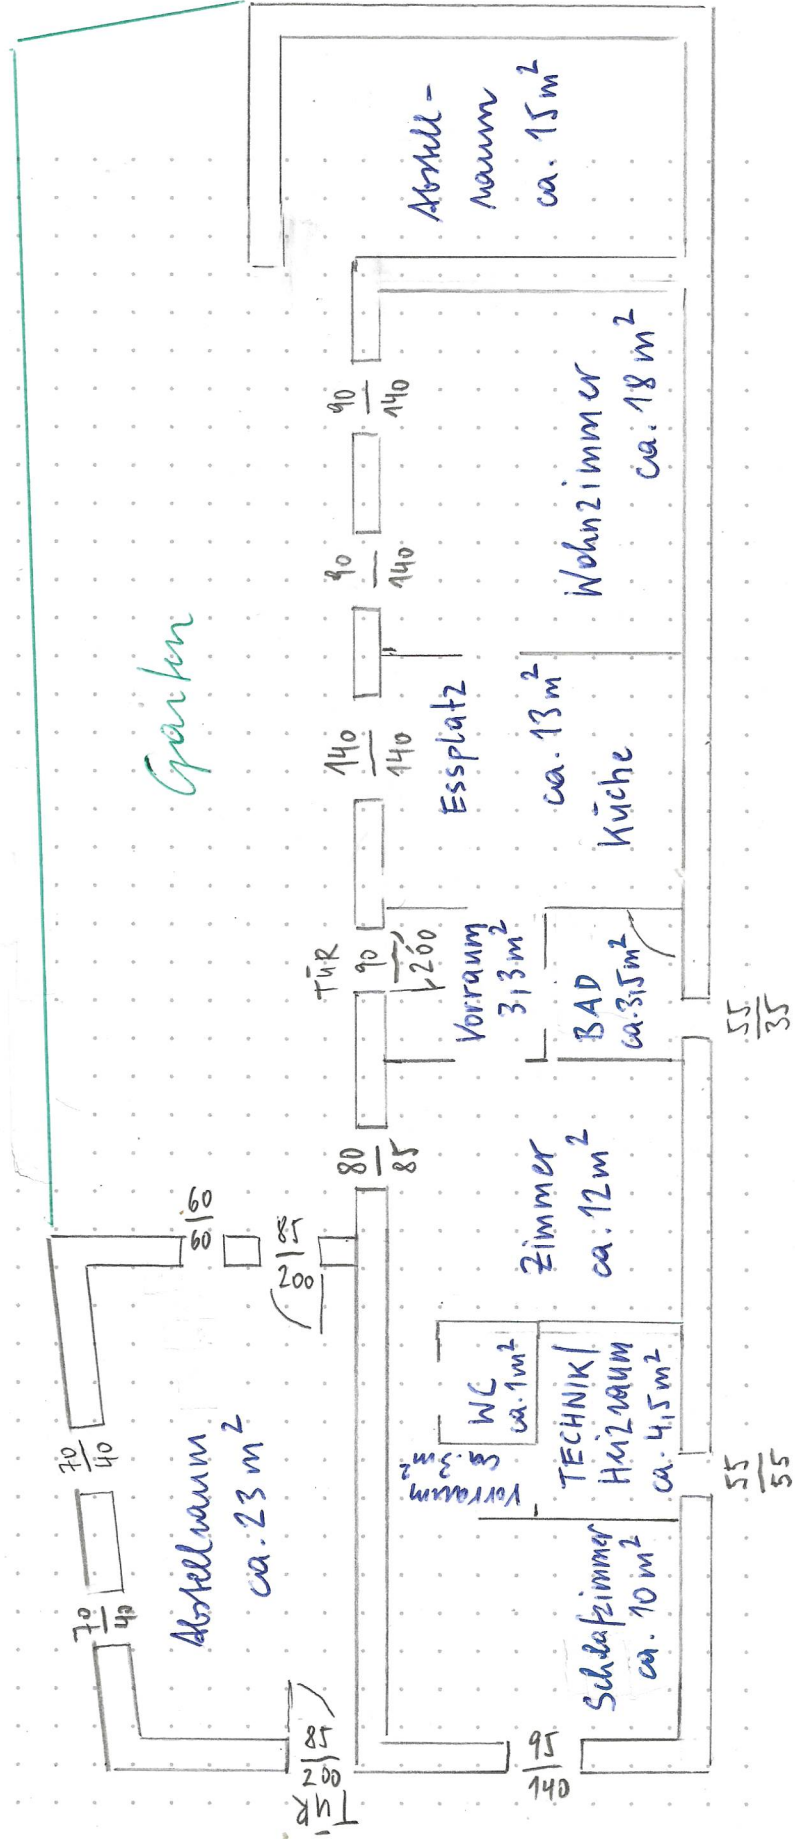 Abstell-
raum
ca. 15 m²
90
140
Wohnzimmer
ca. 18 m²
90
140
Garten
140
140
Essplatz
ca. 13 m²
Küche
TÜR
90
200
Vorraum
3,3 m²
BAD
ca. 3,5 m²
55
35
80
85
Zimmer
ca. 12 m²
60
60
85
200
WC
ca. 1 m²
TECHNIK/
Heizraum
ca. 4,5 m²
Vorraum
ca. 3 m²
55
55
70
40
Abstellraum
ca. 23 m²
70
40
Schlafzimmer
ca. 10 m²
85
200
TÜR
95
140